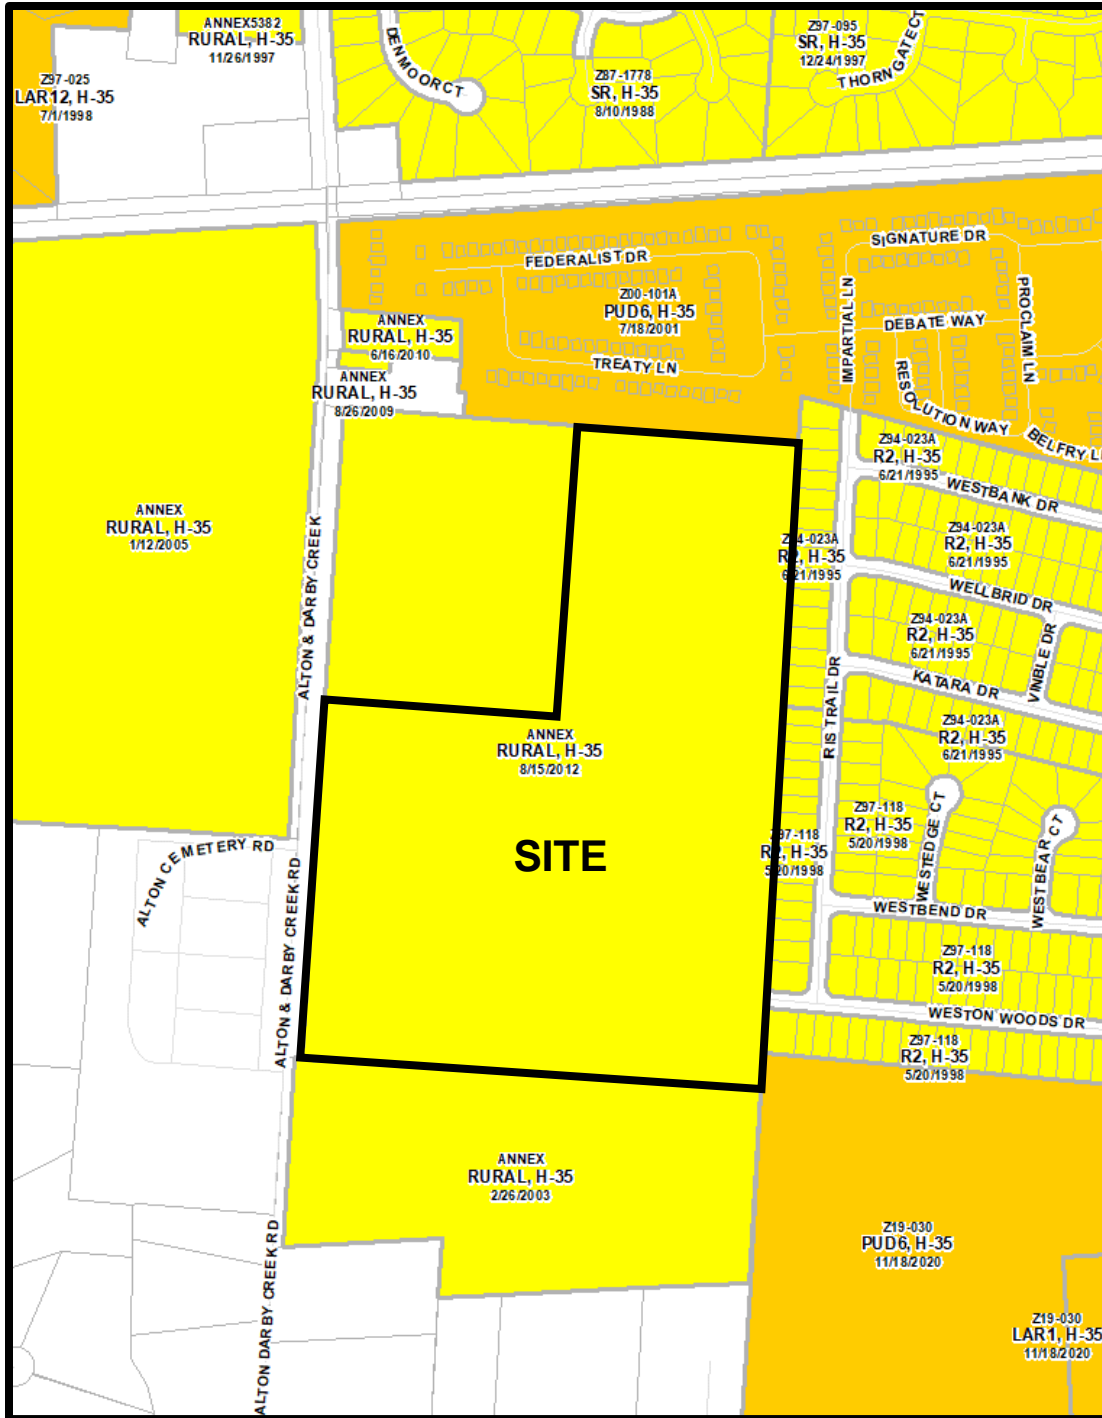 ANNEX5382
RURAL, H-35
11/26/1997
DENMOOR CT
Z97-095
SR, H-35
12/24/1997
THORNGATE CT
Z97-025
LAR12, H-35
7/1/1998
Z87-1778
SR, H-35
8/10/1988
SIGNATURE DR
FEDERALIST DR
Z00-101A
PUD6, H-35
7/18/2001
IMPARTIAL LN
PROCLAIM LN
DEBATE WAY
ANNEX
RURAL, H-35
6/16/2010
TREATY LN
RESOLUTION WAY
ANNEX
RURAL, H-35
8/26/2009
BELFRY L
Z94-023A
R2, H-35
6/21/1995
WESTBANK DR
ANNEX
RURAL, H-35
1/12/2005
ALTON & DARBY CREEK
Z94-023A
R2, H-35
6/21/1995
Z94-023A
R2, H-35
6/21/1995
WELLBRID DR
Z94-023A
R2, H-35
6/21/1995
VINBLE DR
KATARA DR
RIS TRAIL DR
Z94-023A
R2, H-35
6/21/1995
ANNEX
RURAL, H-35
8/15/2012
SITE
Z97-118
R2, H-35
5/20/1998
Z97-118
R2, H-35
5/20/1998
WESTEDGE CT
WESTBEAR CT
ALTON CEMETERY RD
ALTON & DARBY CREEK RD
WESTBEND DR
Z97-118
R2, H-35
5/20/1998
WESTON WOODS DR
Z97-118
R2, H-35
5/20/1998
ANNEX
RURAL, H-35
2/26/2003
ALTON DARBY CREEK RD
Z19-030
PUD6, H-35
11/18/2020
Z19-030
LAR1, H-35
11/18/2020